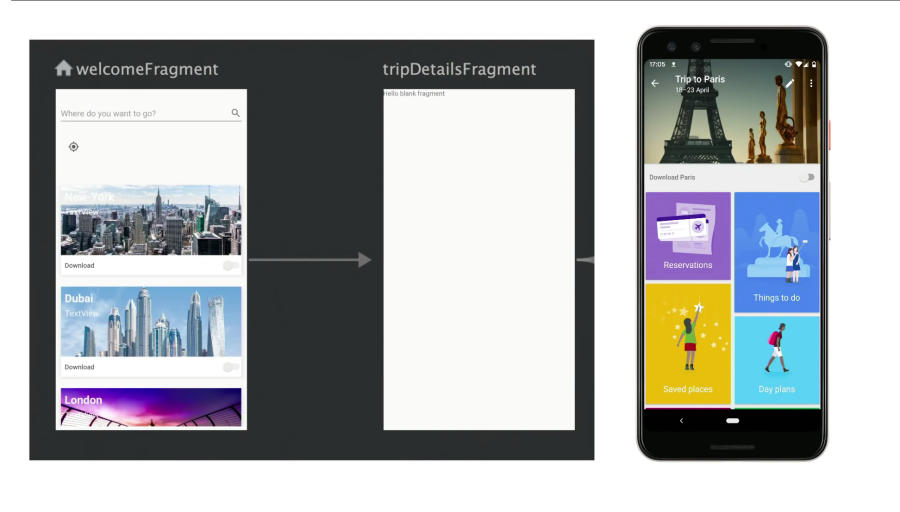 welcomeFragment
Where do you want to go?
New-York
TextView
Download
Dubai
TextView
Download
London
tripDetailsFragment
Hello blank fragment
17:05
Trip to Paris
18–23 April
Download Paris
Reservations
Things to do
Saved places
Day plans